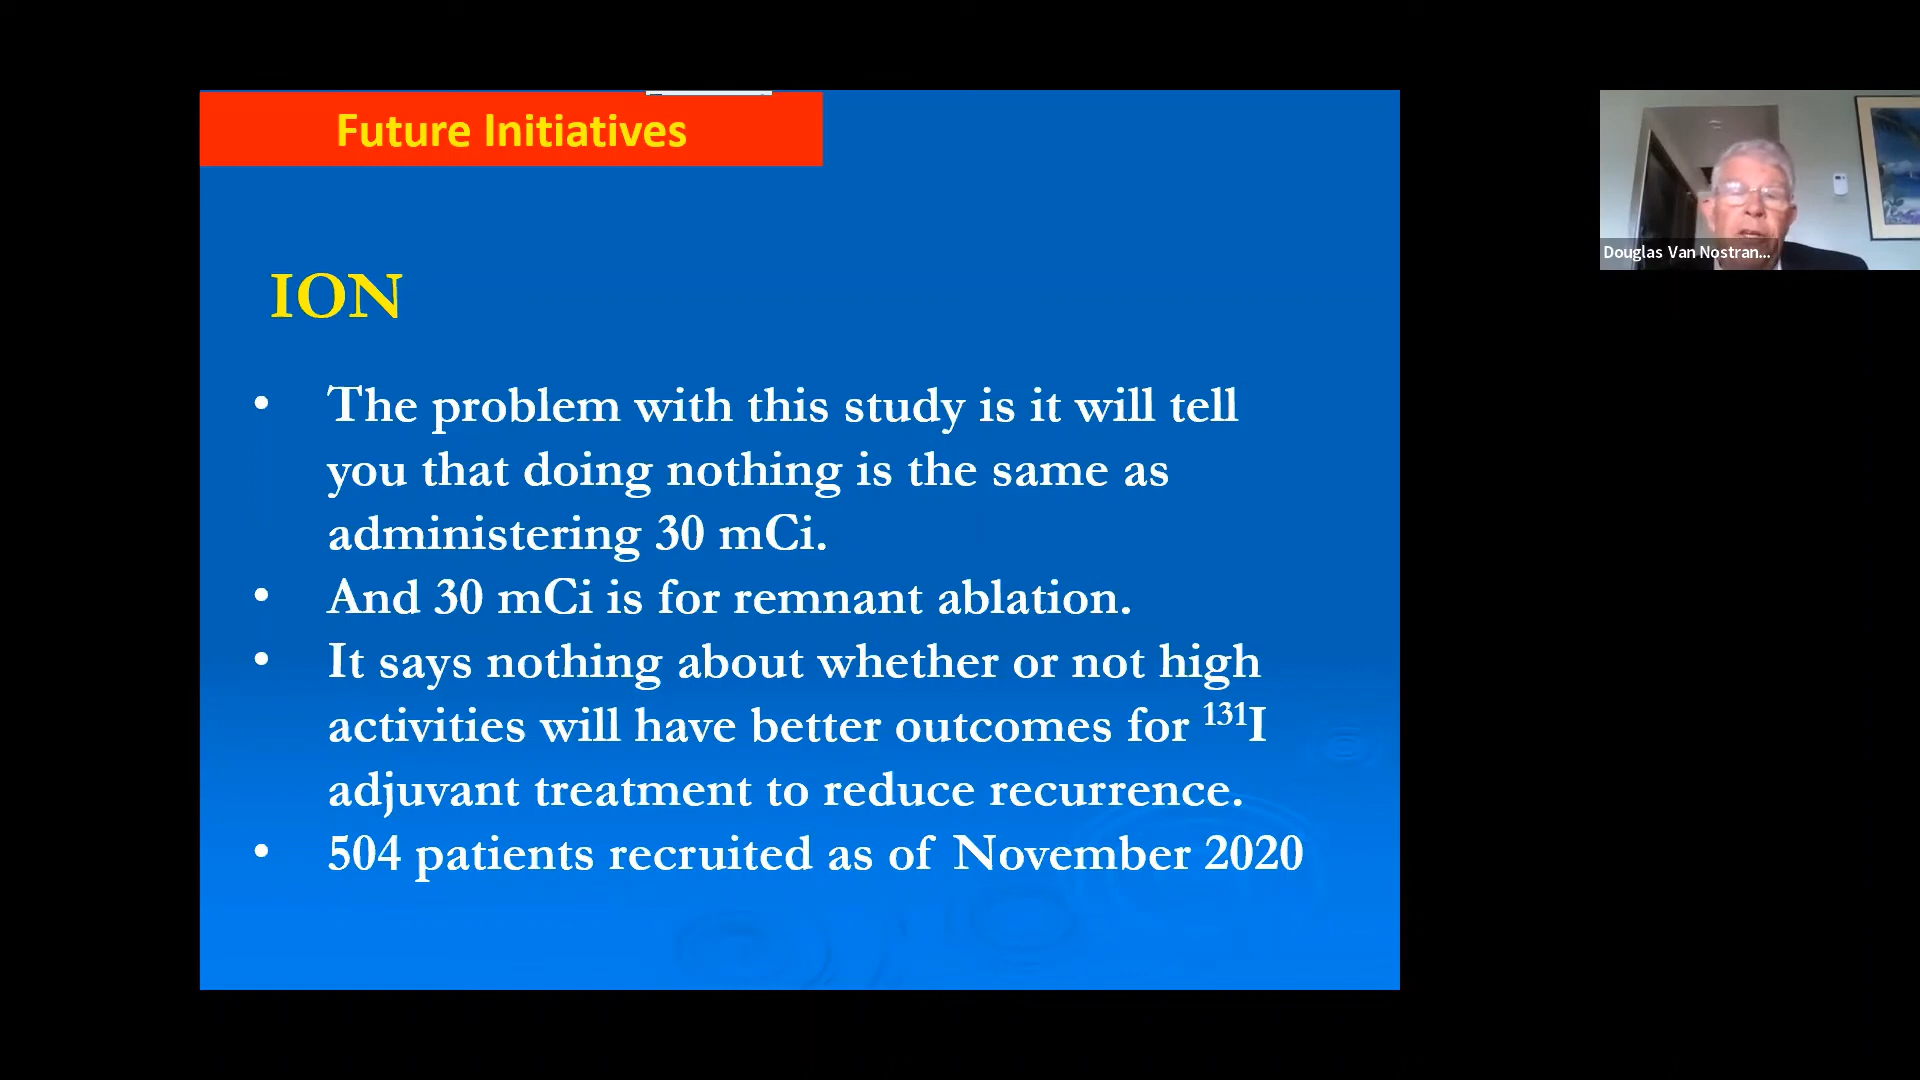 Future Initiatives
Douglas Van Nostran...
ION
• The problem with this study is it will tell
you that doing nothing is the same as
administering 30 mCi.
• And 30 mCi is for remnant ablation.
• It says nothing about whether or not high
activities will have better outcomes for ¹³¹I
adjuvant treatment to reduce recurrence.
• 504 patients recruited as of November 2020